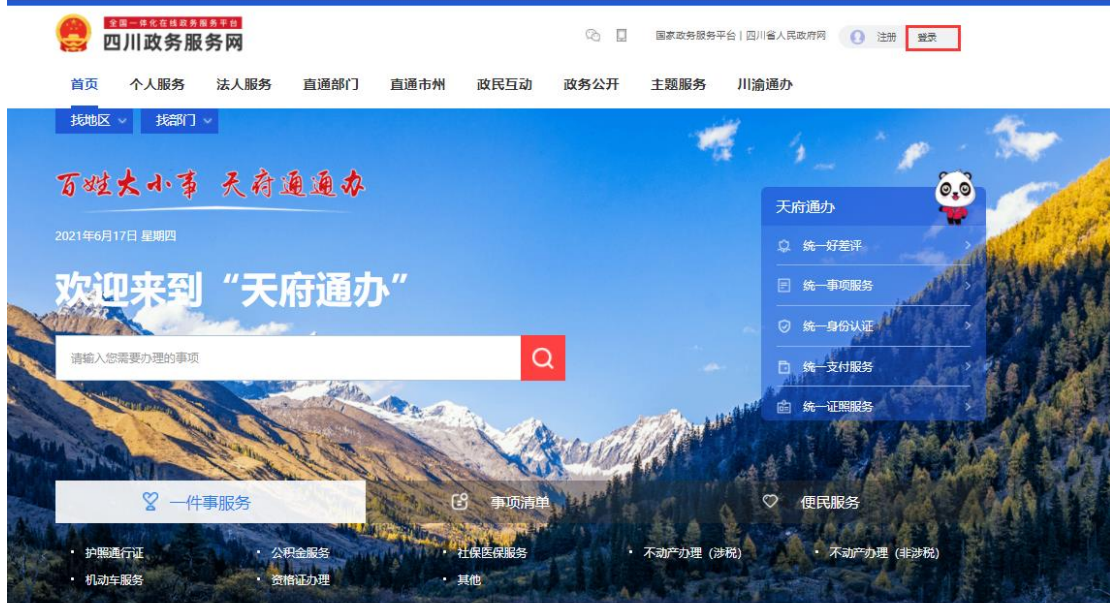 全国一体化在线政务服务平台
四川政务服务网
国家政务服务平台 | 四川省人民政府网
注册
登录
首页 个人服务 法人服务 直通部门 直通市州 政民互动 政务公开 主题服务 川渝通办
找地区 找部门
百姓大小事 天府通通办
2021年6月17日 星期四
欢迎来到“天府通办”
请输入您需要办理的事项
天府通办
统一好差评
统一事项服务
统一身份认证
统一支付服务
统一证照服务
一件事服务 事项清单 便民服务
· 护照通行证 · 公积金服务 · 社保医保服务 · 不动产办理（涉税） · 不动产办理（非涉税）
· 机动车服务 · 资格证办理 · 其他